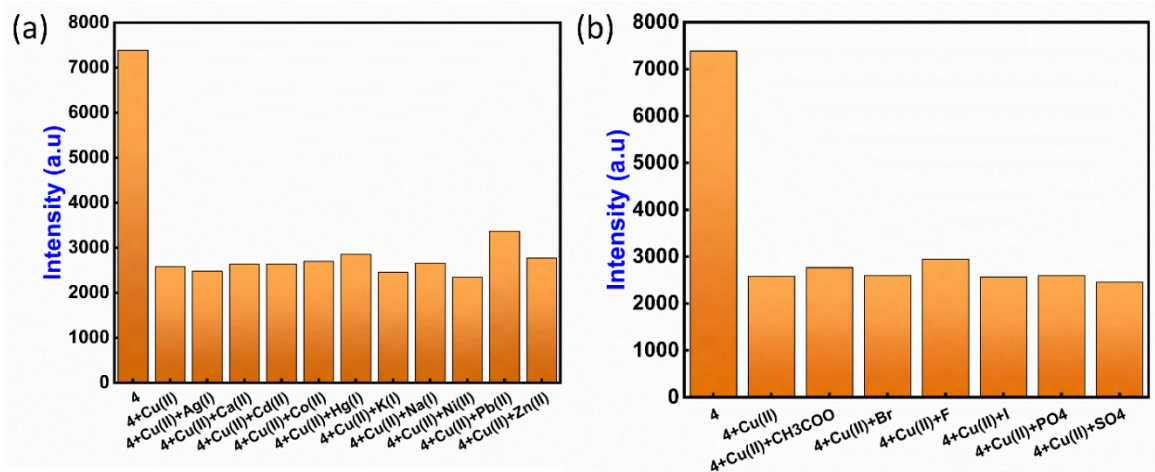 (a)
Intensity (a.u)
8000
7000
6000
5000
4000
3000
2000
1000
0
4
4+Cu(II)
4+Cu(II)+Ag(I)
4+Cu(II)+Ca(II)
4+Cu(II)+Cd(II)
4+Cu(II)+Co(II)
4+Cu(II)+Hg(I)
4+Cu(II)+K(I)
4+Cu(II)+Na(I)
4+Cu(II)+Ni(II)
4+Cu(II)+Pb(II)
4+Cu(II)+Zn(II)
(b)
Intensity (a.u)
8000
7000
6000
5000
4000
3000
2000
1000
0
4
4+Cu(II)
4+Cu(II)+CH3COO
4+Cu(II)+Br
4+Cu(II)+F
4+Cu(II)+I
4+Cu(II)+PO4
4+Cu(II)+SO4